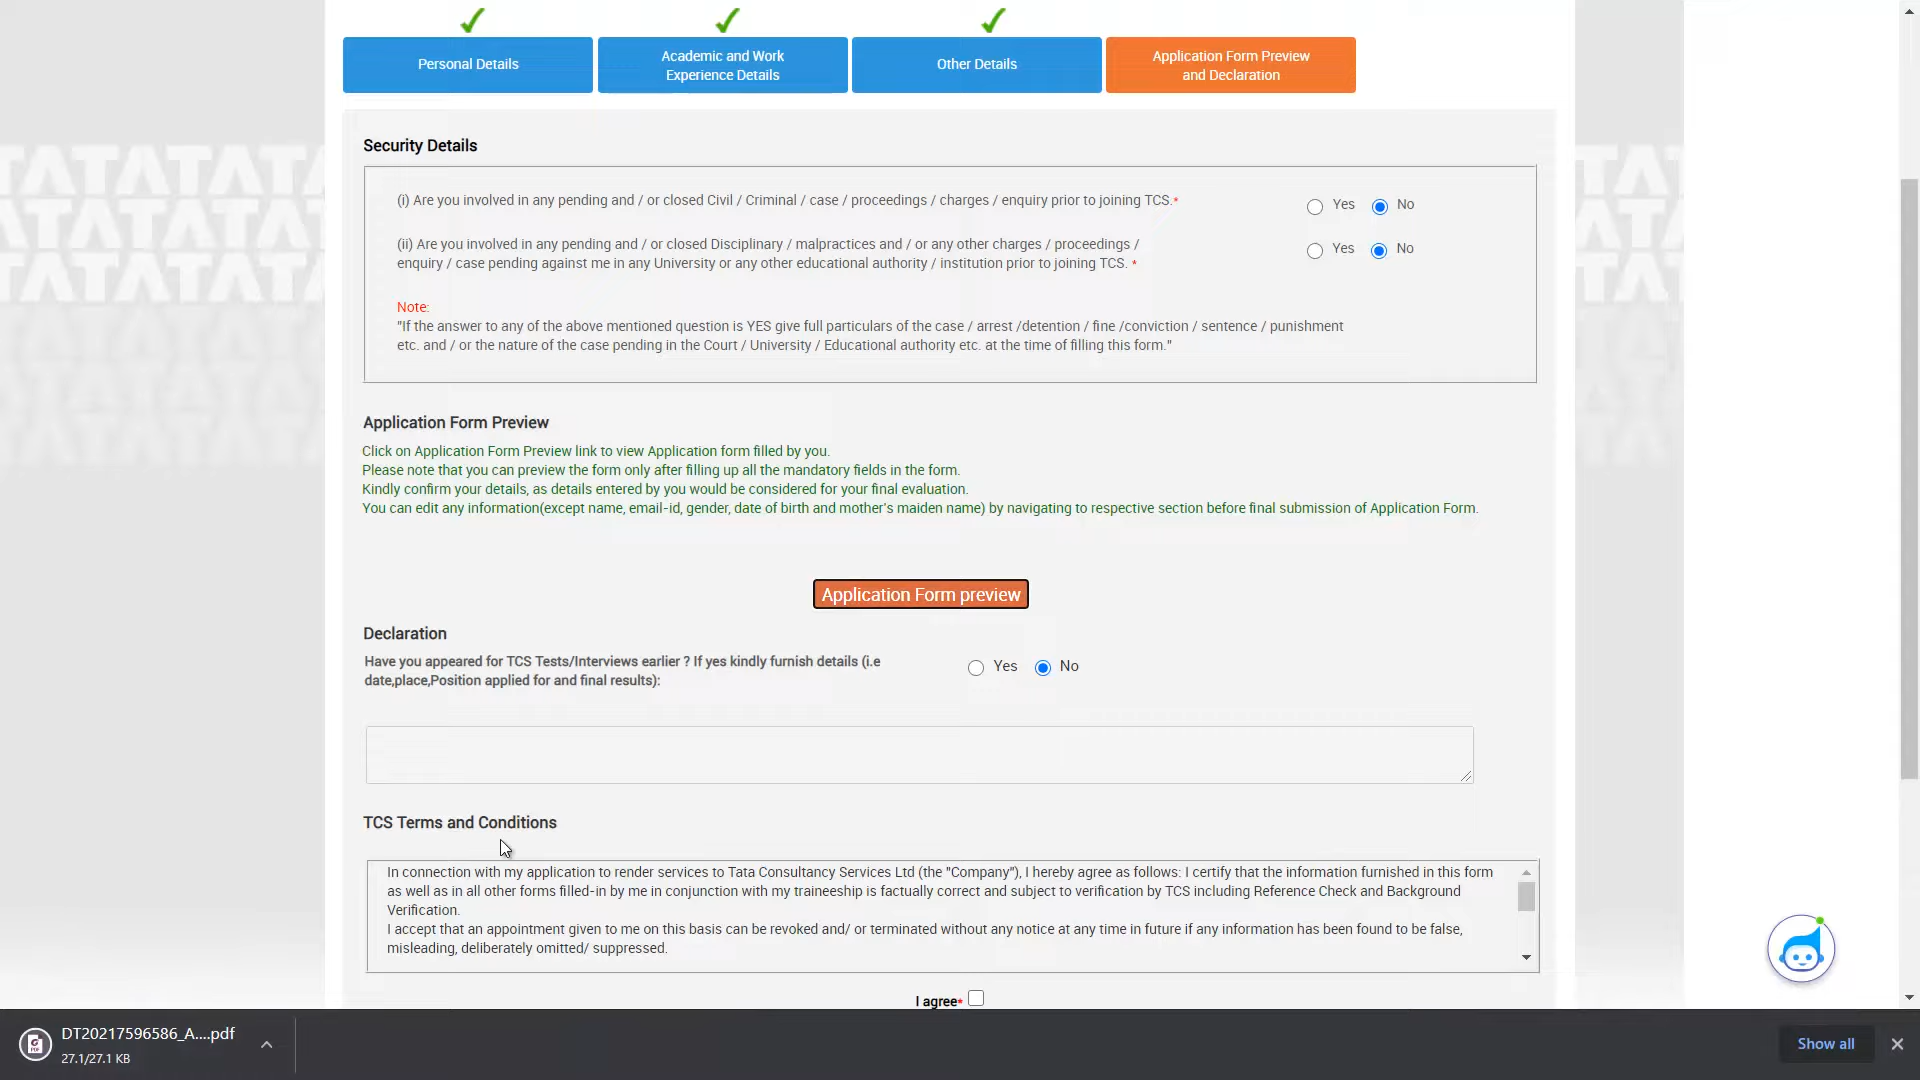 Personal Details
Academic and Work
Experience Details
Other Details
Application Form Preview
and Declaration
Security Details
(i) Are you involved in any pending and / or closed Civil / Criminal / case / proceedings / charges / enquiry prior to joining TCS.*
Yes
No
(ii) Are you involved in any pending and / or closed Disciplinary / malpractices and / or any other charges / proceedings /
enquiry / case pending against me in any University or any other educational authority / institution prior to joining TCS. *
Yes
No
Note:
"If the answer to any of the above mentioned question is YES give full particulars of the case / arrest /detention / fine /conviction / sentence / punishment
etc. and / or the nature of the case pending in the Court / University / Educational authority etc. at the time of filling this form."
Application Form Preview
Click on Application Form Preview link to view Application form filled by you.
Please note that you can preview the form only after filling up all the mandatory fields in the form.
Kindly confirm your details, as details entered by you would be considered for your final evaluation.
You can edit any information(except name, email-id, gender, date of birth and mother's maiden name) by navigating to respective section before final submission of Application Form.
Application Form preview
Declaration
Have you appeared for TCS Tests/Interviews earlier ? If yes kindly furnish details (i.e
date,place,Position applied for and final results):
Yes
No
TCS Terms and Conditions
In connection with my application to render services to Tata Consultancy Services Ltd (the "Company"), I hereby agree as follows: I certify that the information furnished in this form
as well as in all other forms filled-in by me in conjunction with my traineeship is factually correct and subject to verification by TCS including Reference Check and Background
Verification.
I accept that an appointment given to me on this basis can be revoked and/ or terminated without any notice at any time in future if any information has been found to be false,
misleading, deliberately omitted/ suppressed.
I agree*
DT20217596586_A....pdf
27.1/27.1 KB
Show all